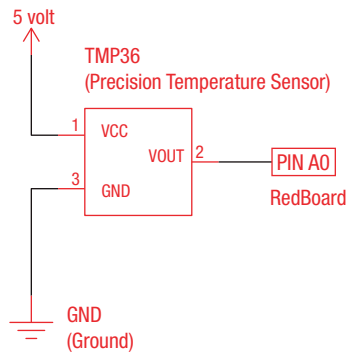 5 volt
TMP36
(Precision Temperature Sensor)
1
VCC
VOUT
2
PIN A0
3
GND
RedBoard
GND
(Ground)